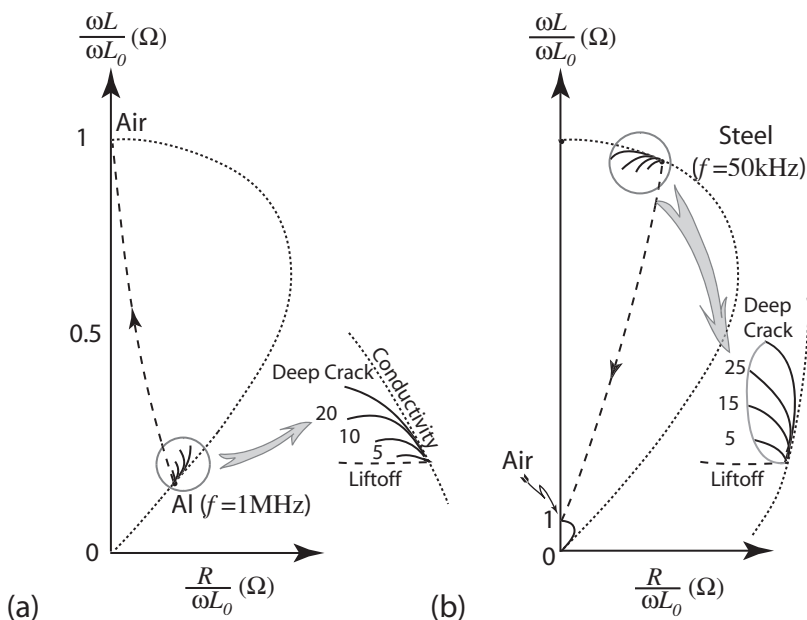 ωL
ωL₀ (Ω)
Air
1
0.5
Deep Crack
20
10
5
Conductivity
Liftoff
Al (f =1MHz)
0
R
ωL₀ (Ω)
(a)
ωL
ωL₀ (Ω)
Steel
(f =50kHz)
Deep
Crack
25
15
5
Liftoff
Air
1
0
R
ωL₀ (Ω)
(b)